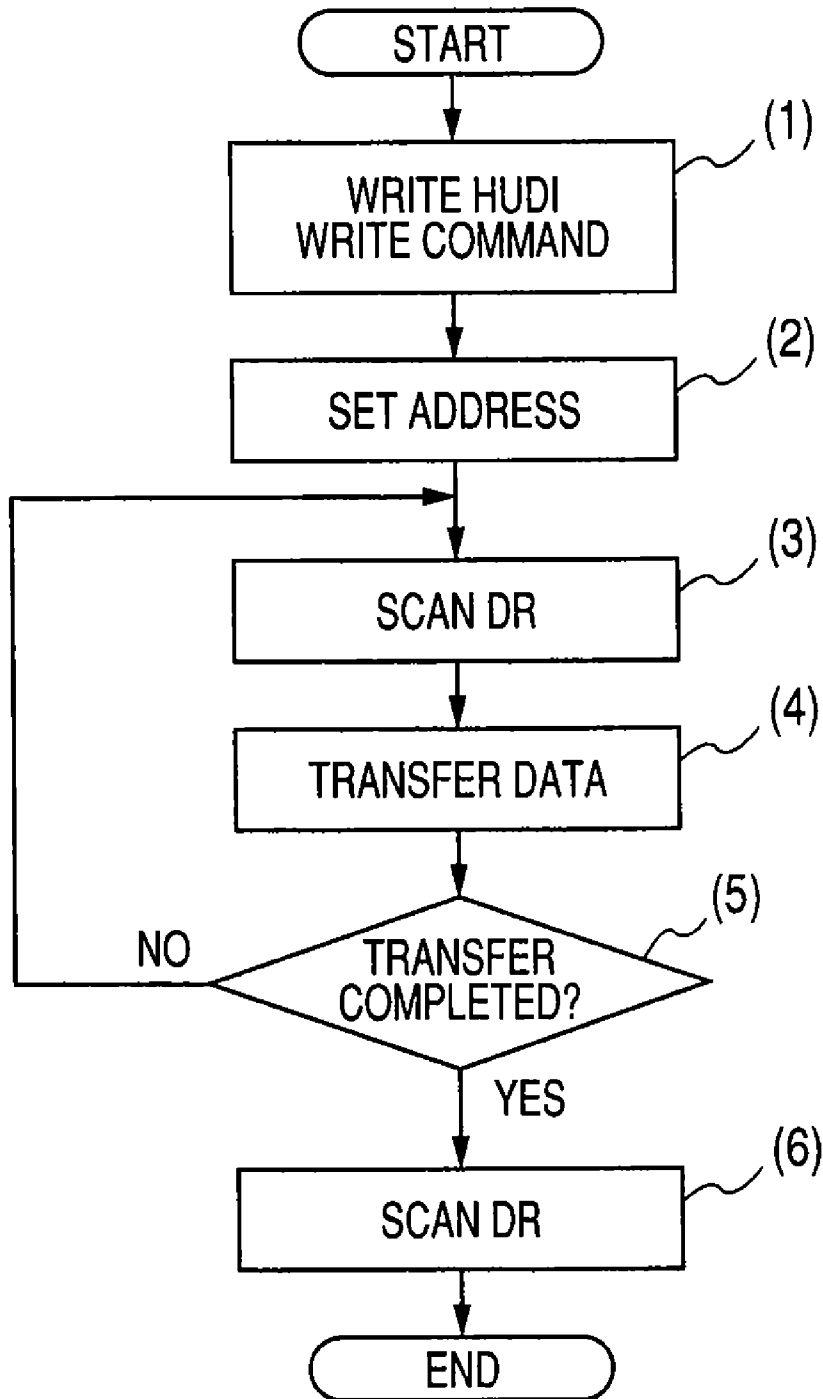 START
(1)
WRITE HUDI
WRITE COMMAND
(2)
SET ADDRESS
(3)
SCAN DR
(4)
TRANSFER DATA
(5)
NO
TRANSFER
COMPLETED?
YES
(6)
SCAN DR
END